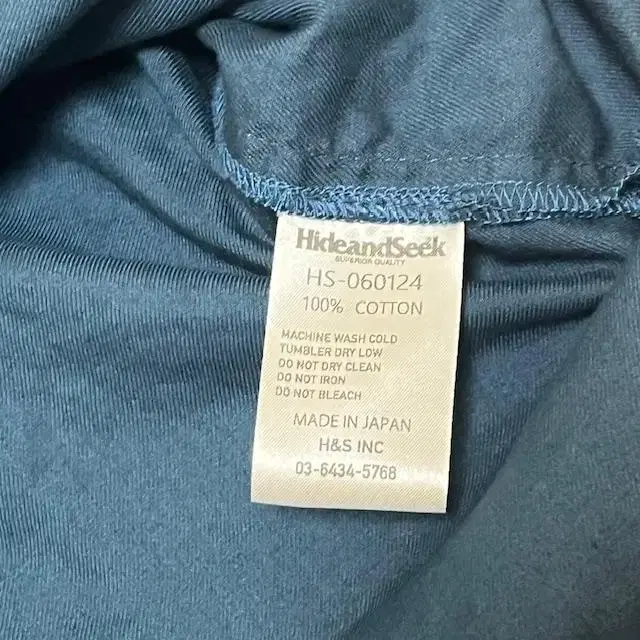 HideandSeek
SUPERIOR QUALITY
HS-060124
100% COTTON
MACHINE WASH COLD
TUMBLER DRY LOW
DO NOT DRY CLEAN
DO NOT IRON
DO NOT BLEACH
MADE IN JAPAN
H&S INC
03-6434-5768